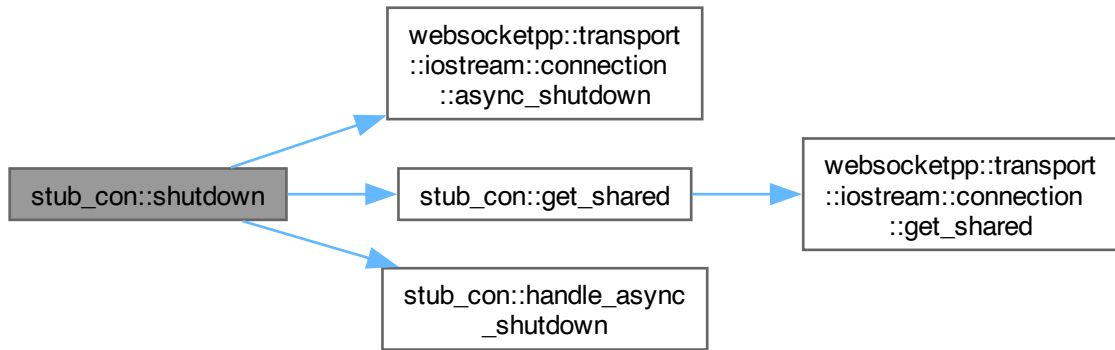 stub_con::shutdown
websocketpp::transport
::iostream::connection
::async_shutdown
stub_con::get_shared
stub_con::handle_async
_shutdown
websocketpp::transport
::iostream::connection
::get_shared